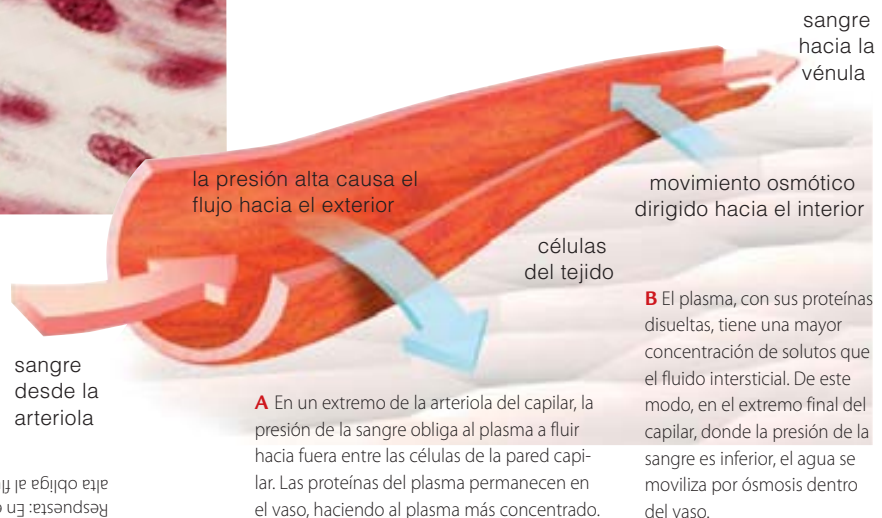 sangre
hacia la
vénula
la presión alta causa el
flujo hacia el exterior
movimiento osmótico
dirigido hacia el interior
células
del tejido
sangre
desde la
arteriola
A En un extremo de la arteriola del capilar, la
presión de la sangre obliga al plasma a fluir
hacia fuera entre las células de la pared capi-
lar. Las proteínas del plasma permanecen en
el vaso, haciendo al plasma más concentrado.
B El plasma, con sus proteínas
disueltas, tiene una mayor
concentración de solutos que
el fluido intersticial. De este
modo, en el extremo final del
capilar, donde la presión de la
sangre es inferior, el agua se
moviliza por ósmosis dentro
del vaso.
Respuesta: En
alta obliga al